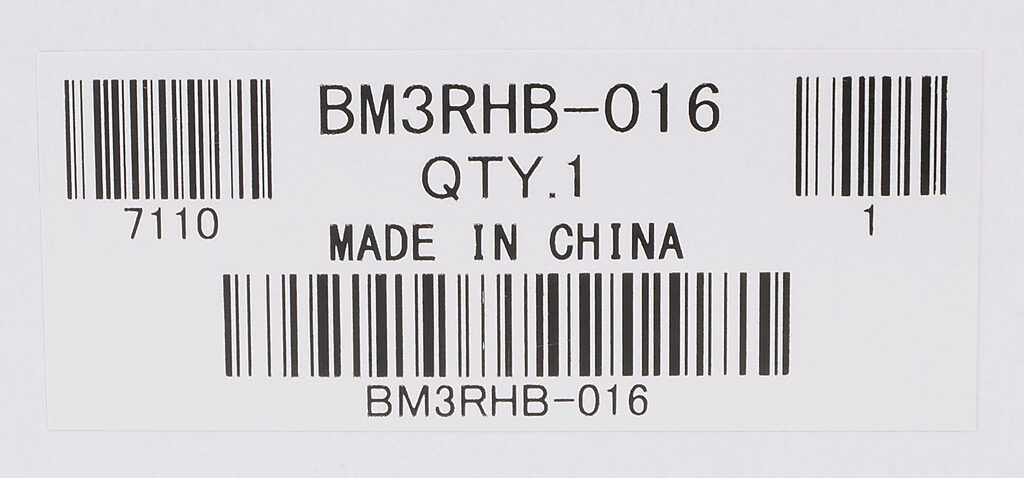 BM3RHB-016
QTY.1
7110
1
MADE IN CHINA
BM3RHB-016